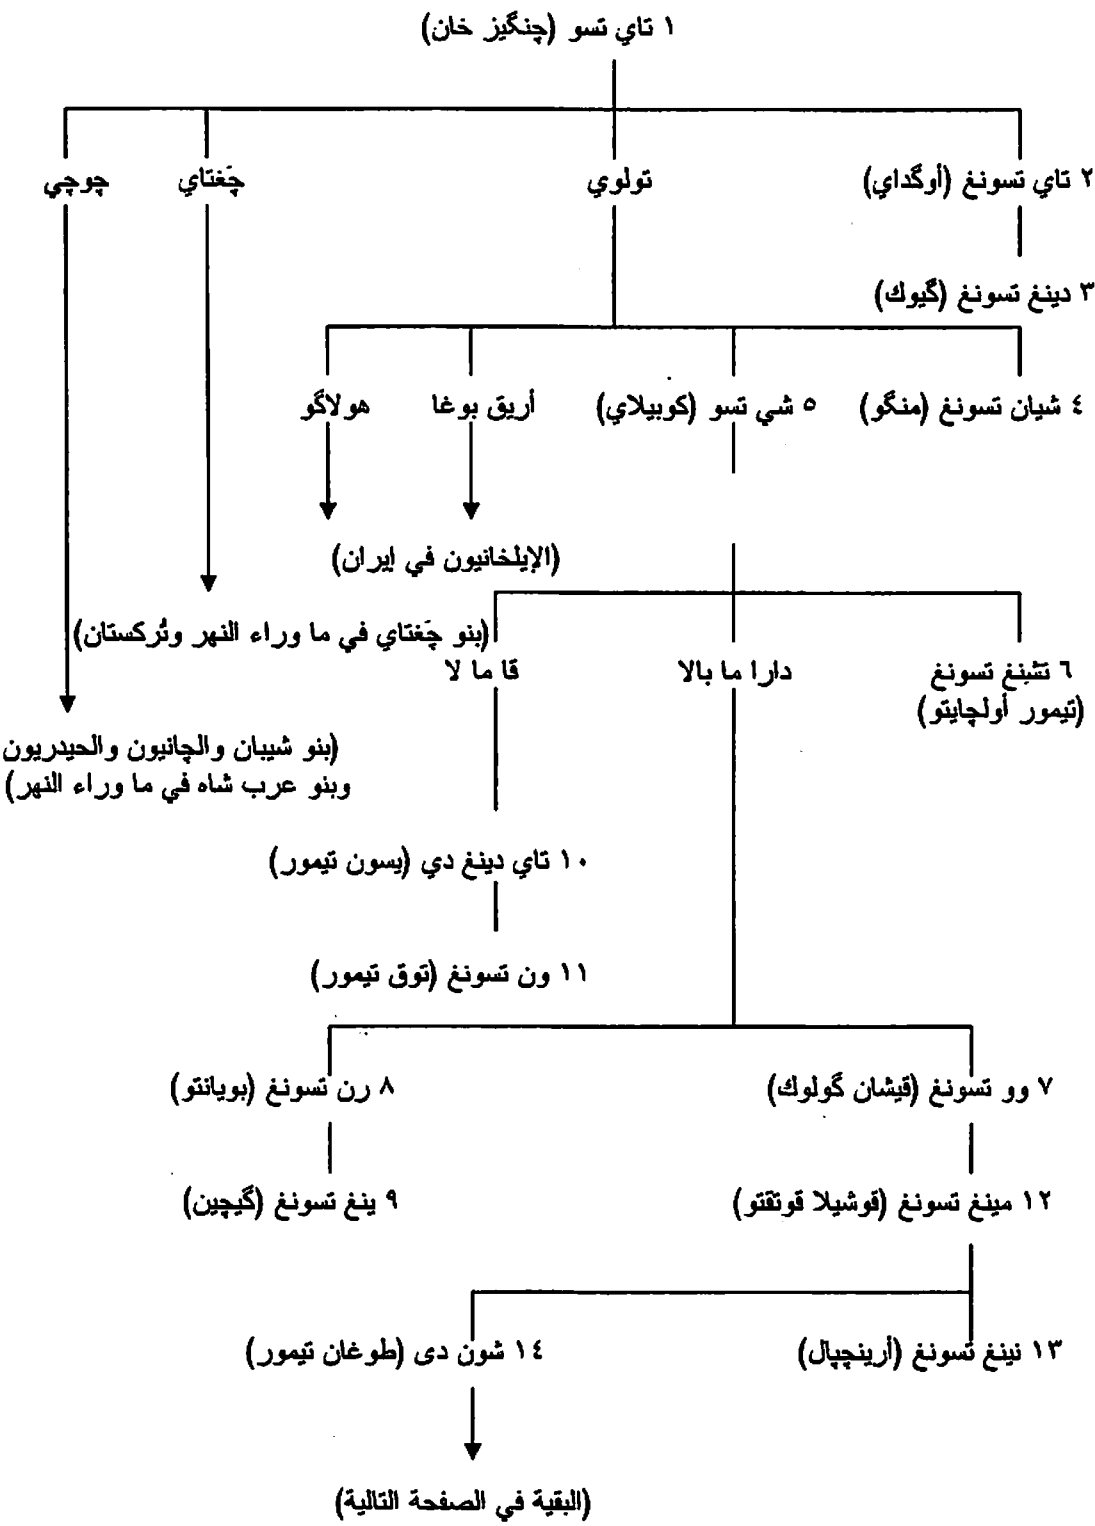 ١ تاي تسو (چنگيز خان)
٢ تاي تسونغ (أوگداي)
تولوي
چَغتاي
چوچي
٣ دينغ تسونغ (گيوك)
٤ شيان تسونغ (منگو)
٥ شي تسو (كوبيلاي)
أريق بوغا
هولاگو
(الإيلخانيون في إيران)
(بنو چَغتاي في ما وراء النهر وتُركستان)
٦ تشينغ تسونغ
(تيمور أولچايتو)
دارا ما بالا
قا ما لا
(بنو شيبان والچانيون والحيدريون
وبنو عرب شاه في ما وراء النهر)
١٠ تاي دينغ دي (يسون تيمور)
١١ ون تسونغ (توق تيمور)
٧ وو تسونغ (قيشان گولوك)
٨ رن تسونغ (بويانتو)
١٢ مينغ تسونغ (قوشيلا قوتقتو)
٩ ينغ تسونغ (گيچين)
١٣ نينغ تسونغ (أرينچپال)
١٤ شون دى (طوغان تيمور)
(البقية في الصفحة التالية)